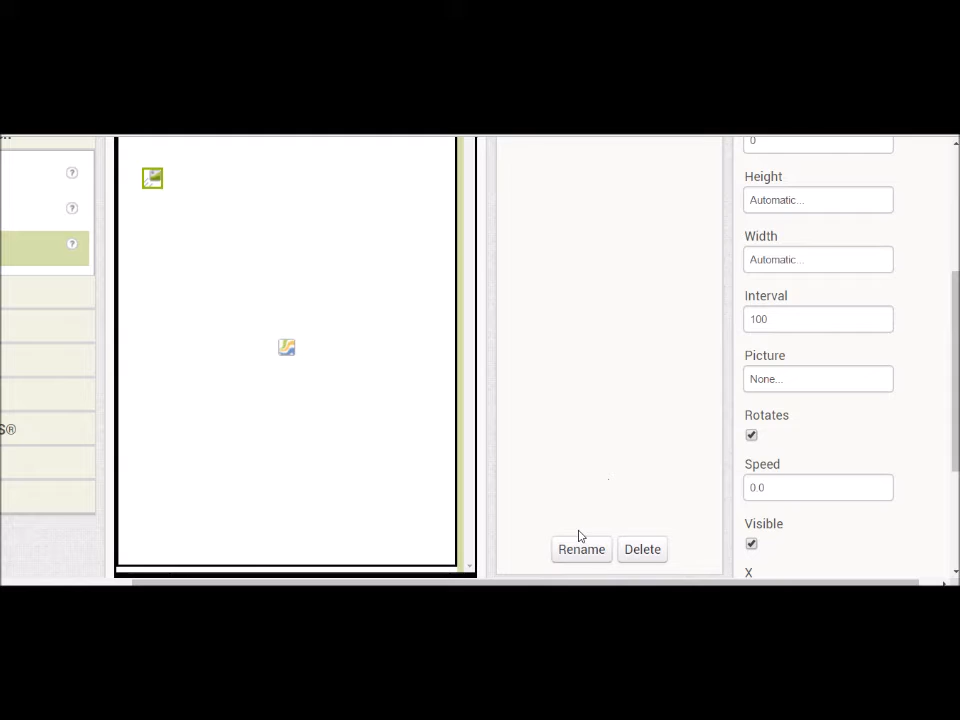 ?
?
?
S®
Rename
Delete
0
Height
Automatic...
Width
Automatic...
Interval
100
Picture
None...
Rotates
Speed
0.0
Visible
X